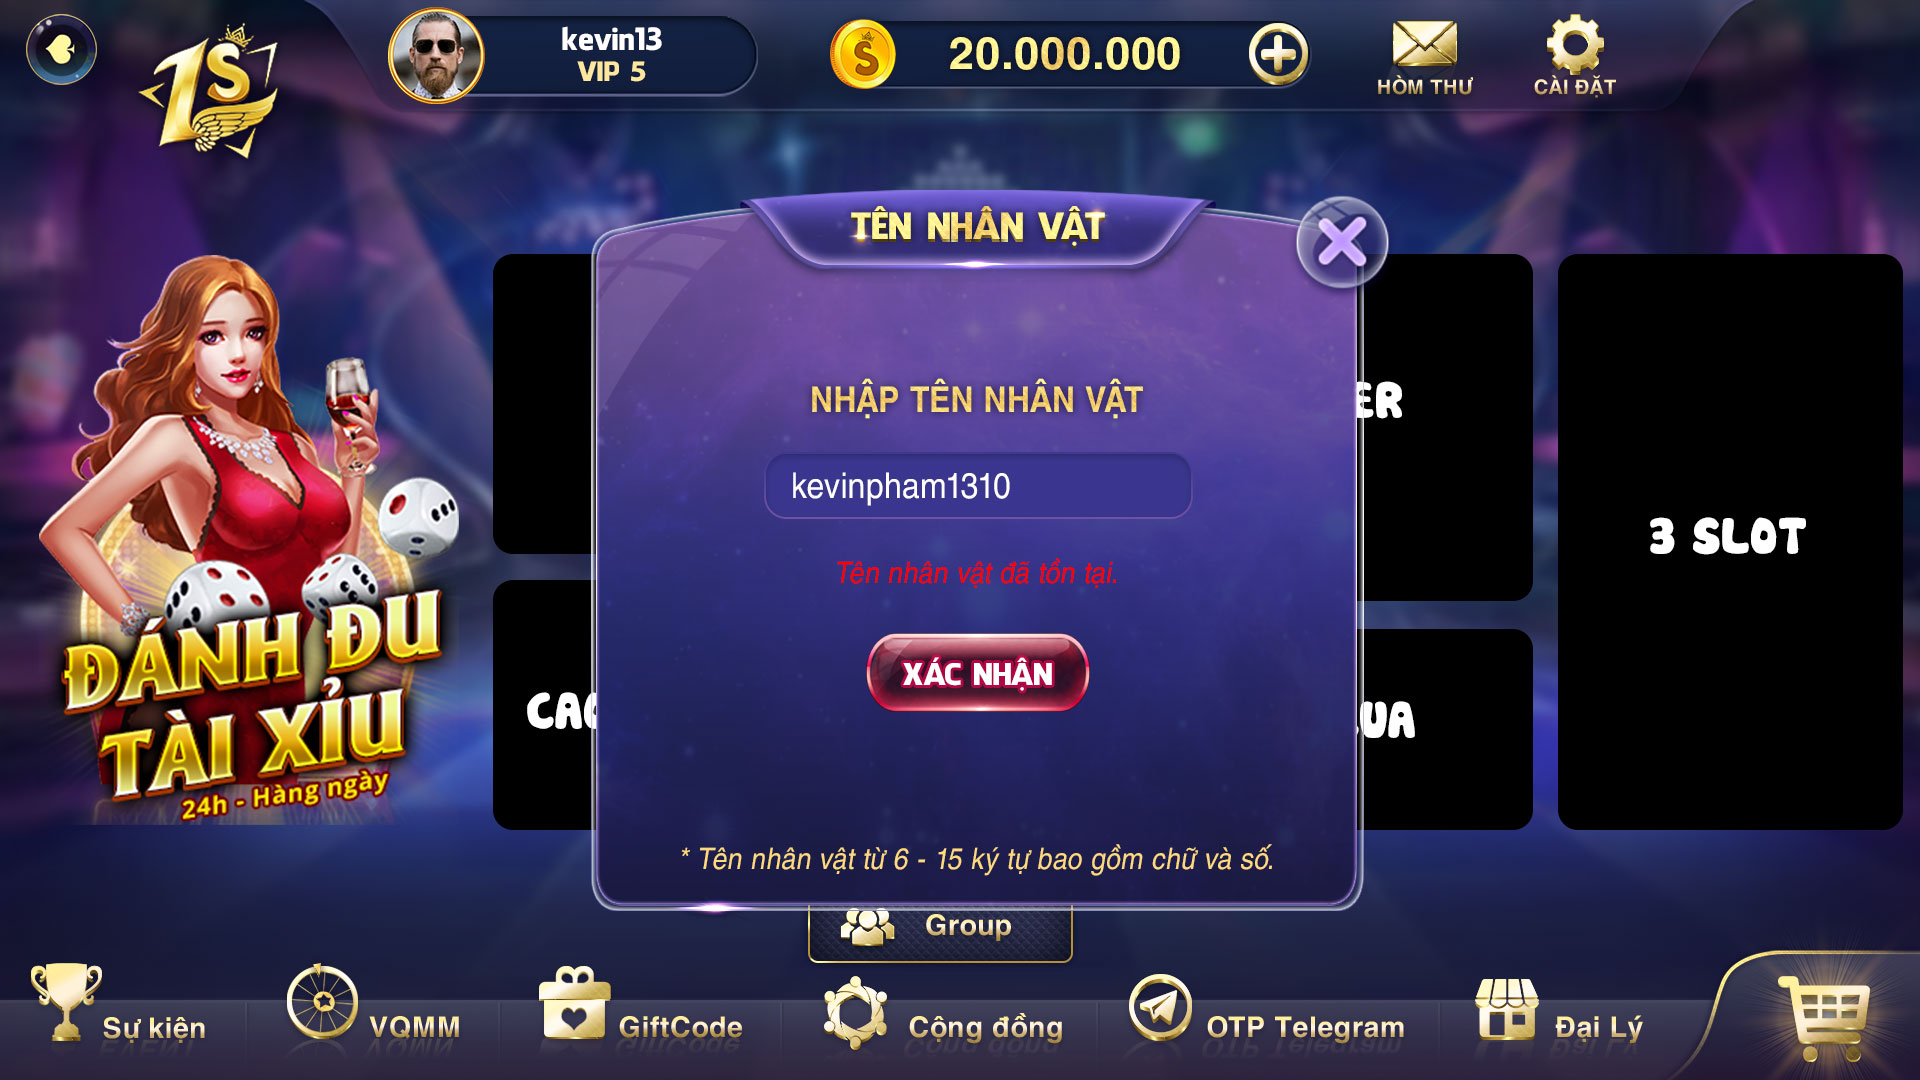 1S
kevin13
VIP 5
S
20.000.000
HÒM THƯ
CÀI ĐẶT
TÊN NHÂN VẬT
NHẬP TÊN NHÂN VẬT
kevinpham1310
Tên nhân vật đã tồn tại.
XÁC NHẬN
* Tên nhân vật từ 6 - 15 ký tự bao gồm chữ và số.
3 SLOT
ĐÁNH ĐU
TÀI XỈU
24h - Hàng ngày
Group
Sự kiện
VQMM
GiftCode
Cộng đồng
OTP Telegram
Đại Lý